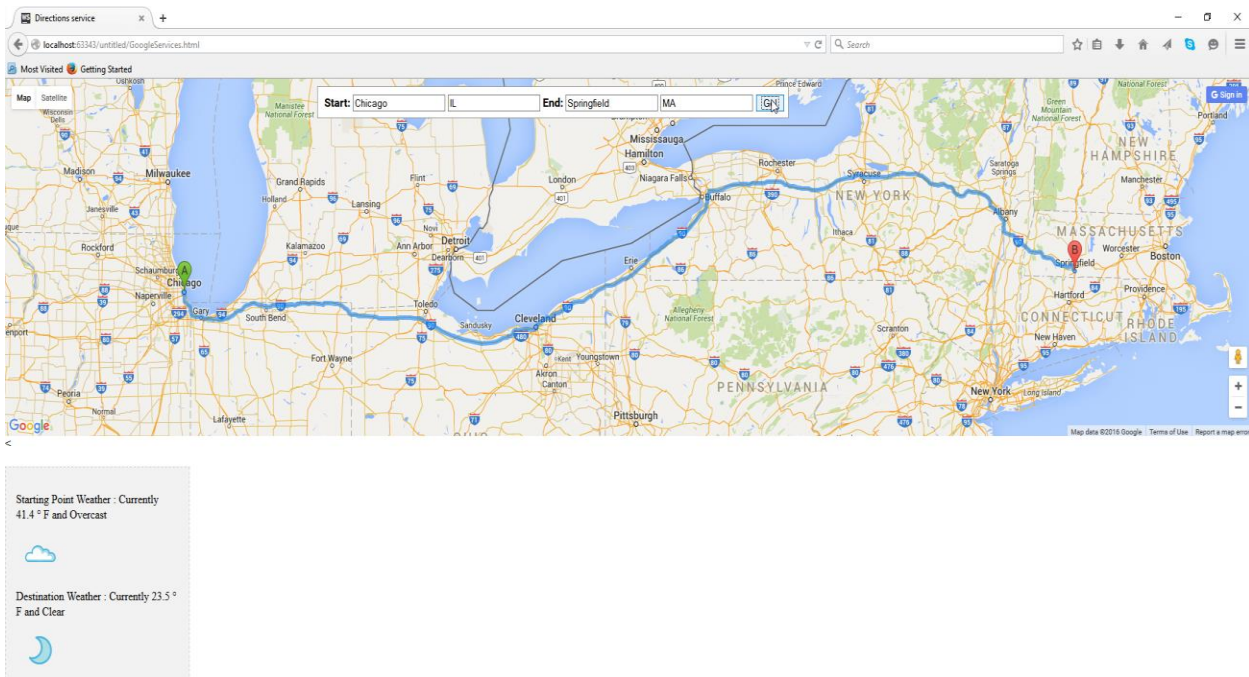 Directions service
localhost:63343/untitled/GoogleServices.html
Search
Most Visited Getting Started
Map Satellite
Start: Chicago IL End: Springfield MA
G Sign in
Oshkosh
Wisconsin Dells
Manistee National Forest
Prince Edward
Green Mountain National Forest
National Forest
Portland
Mississauga
Hamilton
Niagara Falls
Rochester
Syracuse
NEW YORK
Saratoga Springs
NEW HAMPSHIRE
Manchester
Madison
Milwaukee
Janesville
Rockford
Grand Rapids
Holland
Lansing
Flint
London
Novi
Ann Arbor
Detroit
Dearborn
Kalamazoo
Buffalo
Ithaca
Albany
MASSACHUSETTS
Worcester
Boston
B
Springfield
A
Schaumburg
Chicago
Naperville
Gary
South Bend
Toledo
Sandusky
Cleveland
Erie
Allegheny National Forest
Scranton
Hartford
Providence
CONNECTICUT
RHODE ISLAND
New Haven
Fort Wayne
Kent
Youngstown
Akron
Canton
PENNSYLVANIA
New York
Long Island
Peoria
Normal
Lafayette
Pittsburgh
Google
Map data ©2016 Google Terms of Use Report a map error
<
Starting Point Weather : Currently
41.4 ° F and Overcast
Destination Weather : Currently 23.5 °
F and Clear